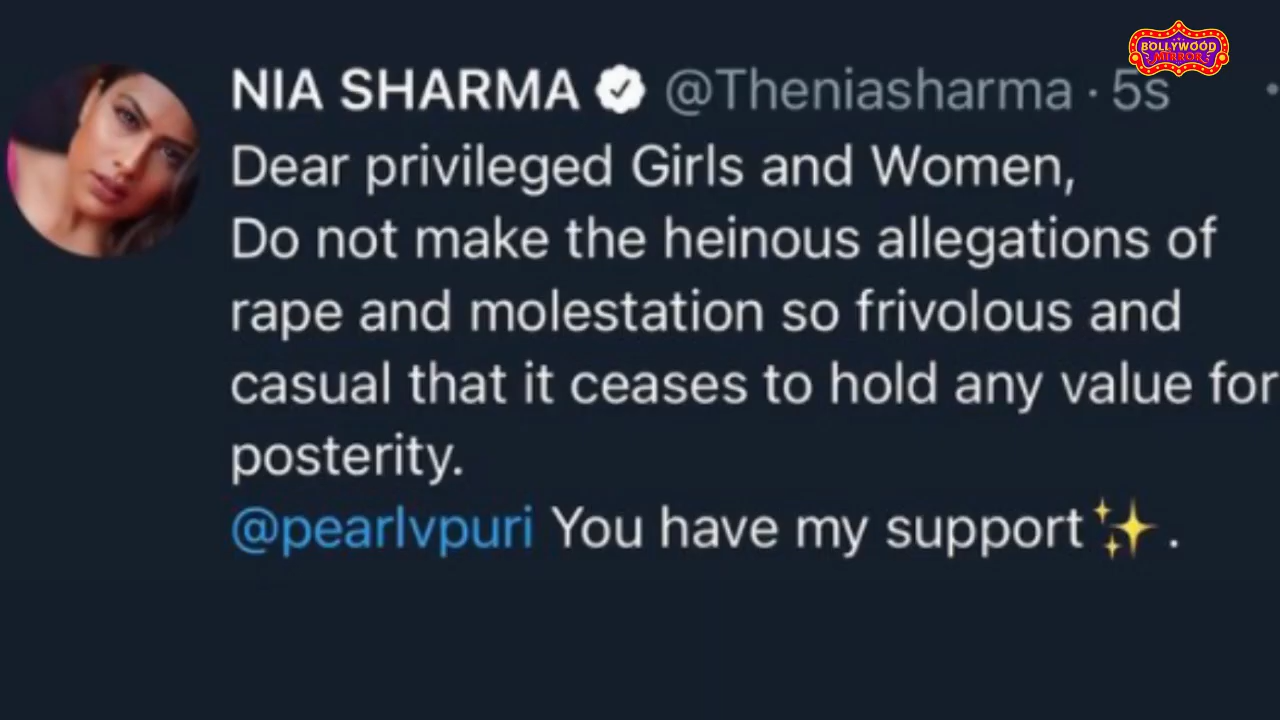 BOLLYWOOD
MIRROR
NIA SHARMA @Theniasharma · 5s
Dear privileged Girls and Women,
Do not make the heinous allegations of
rape and molestation so frivolous and
casual that it ceases to hold any value for
posterity.
@pearlvpuri You have my support✨.